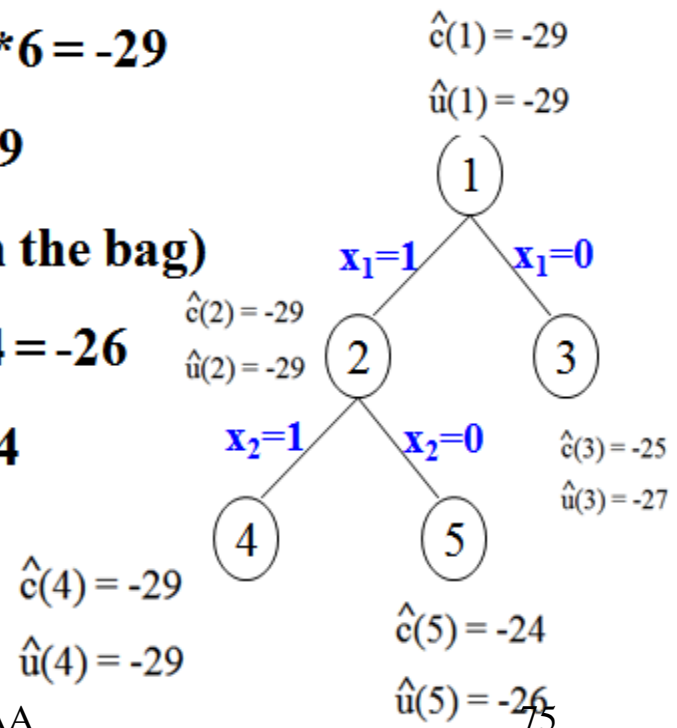 *6 = -29
9
the bag)
= -26
4
ĉ(1) = -29
û(1) = -29
1
x₁=1
x₁=0
ĉ(2) = -29
û(2) = -29
2
3
x₂=1
x₂=0
ĉ(3) = -25
û(3) = -27
4
5
ĉ(4) = -29
û(4) = -29
ĉ(5) = -24
û(5) = -26
75